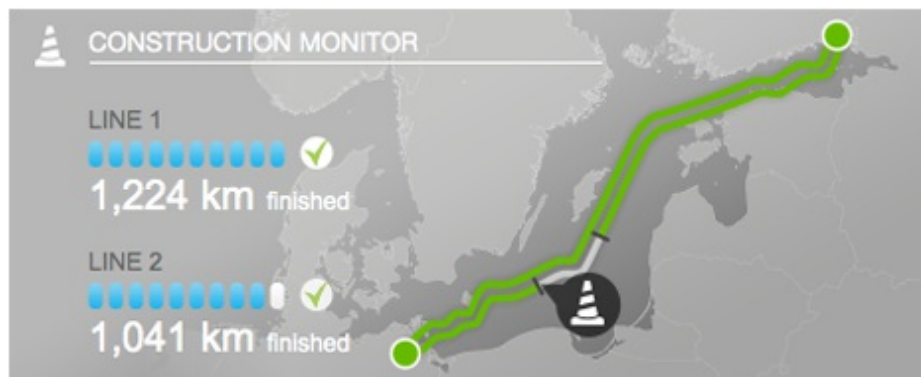 CONSTRUCTION MONITOR
LINE 1
1,224 km finished
LINE 2
1,041 km finished